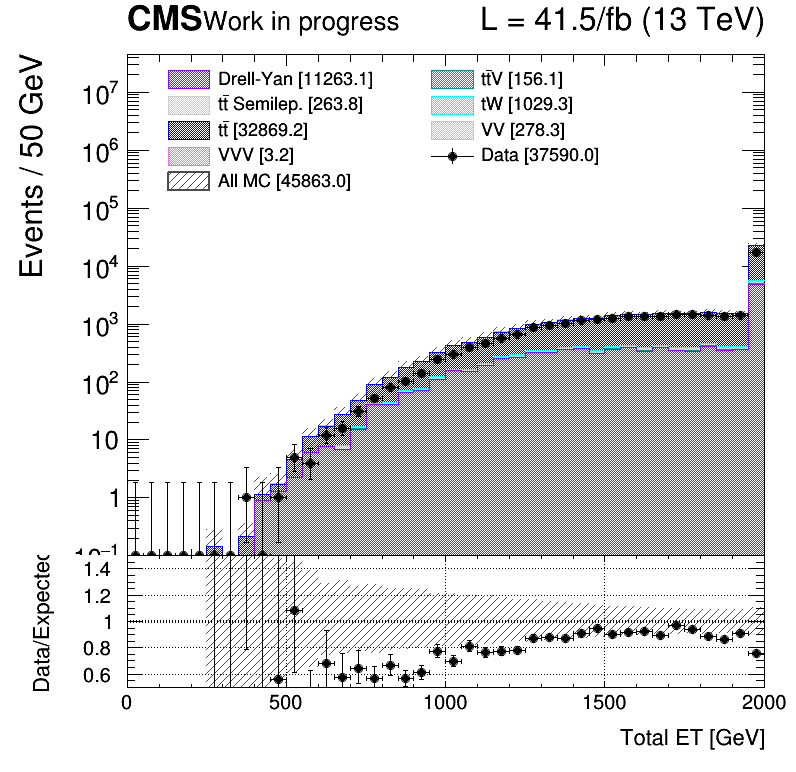 CMS Work in progress L = 41.5/fb (13 TeV)
Events / 50 GeV
Drell-Yan [11263.1]
tt̄ Semilep. [263.8]
tt̄ [32869.2]
VVV [3.2]
All MC [45863.0]
tt̄V [156.1]
tW [1029.3]
VV [278.3]
Data [37590.0]
10⁷
10⁶
10⁵
10⁴
10³
10²
10
1
10⁻¹
Data/Expected
1.4
1.2
1
0.8
0.6
0 500 1000 1500 2000
Total ET [GeV]